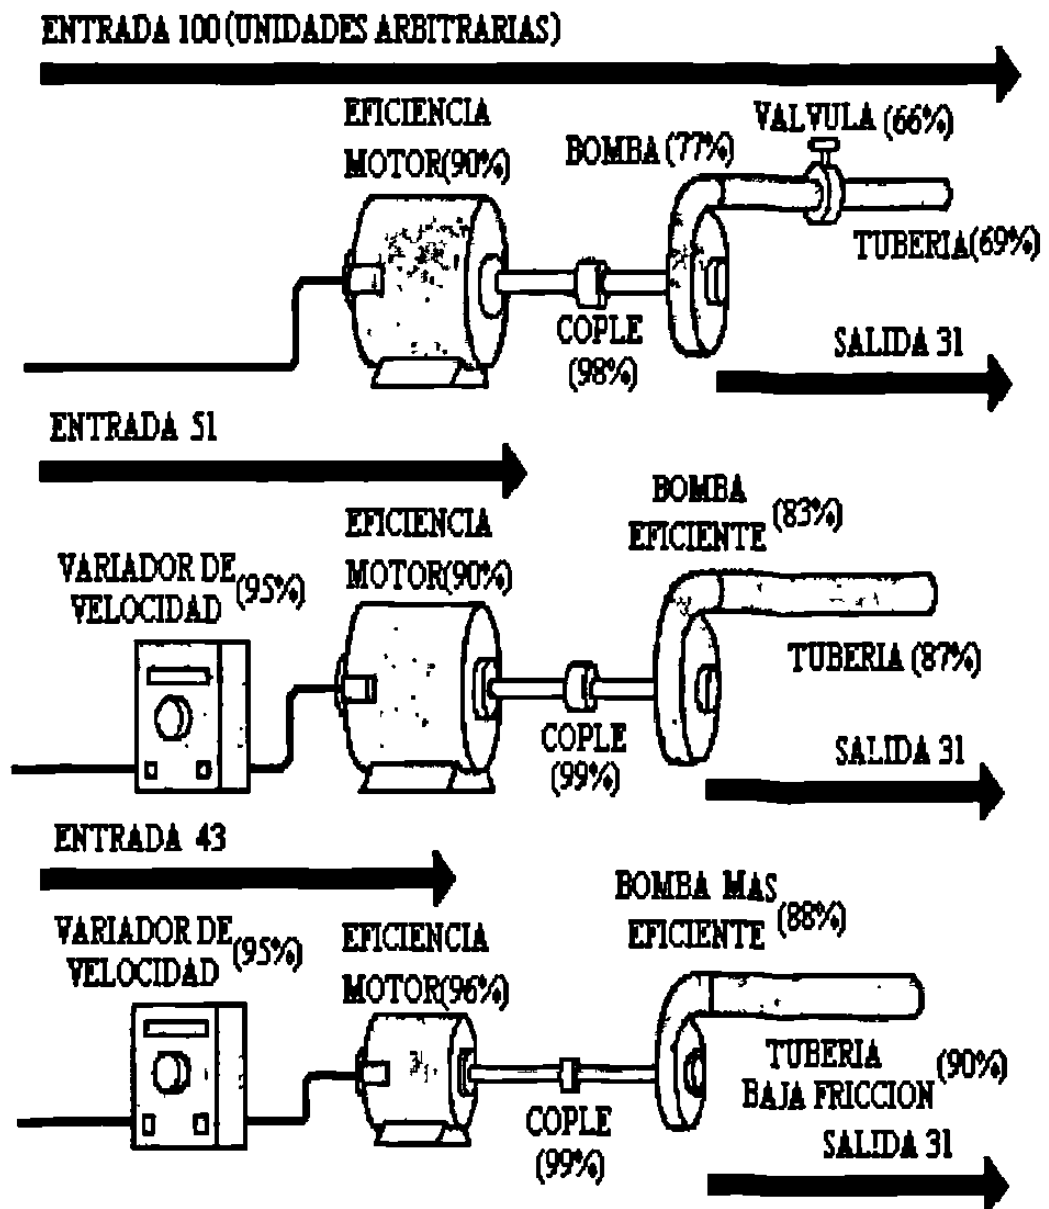 ENTRADA 100 (UNIDADES ARBITRARIAS)
EFICIENCIA
MOTOR(90%)
BOMBA (77%)
VALVULA (66%)
TUBERIA(69%)
COPLE
(98%)
SALIDA 31
ENTRADA 51
VARIADOR DE
VELOCIDAD (95%)
EFICIENCIA
MOTOR(90%)
BOMBA
EFICIENTE (83%)
TUBERIA (87%)
COPLE
(99%)
SALIDA 31
ENTRADA 43
VARIADOR DE
VELOCIDAD (95%)
EFICIENCIA
MOTOR(96%)
BOMBA MAS
EFICIENTE (88%)
TUBERIA
BAJA FRICCION (90%)
COPLE
(99%)
SALIDA 31